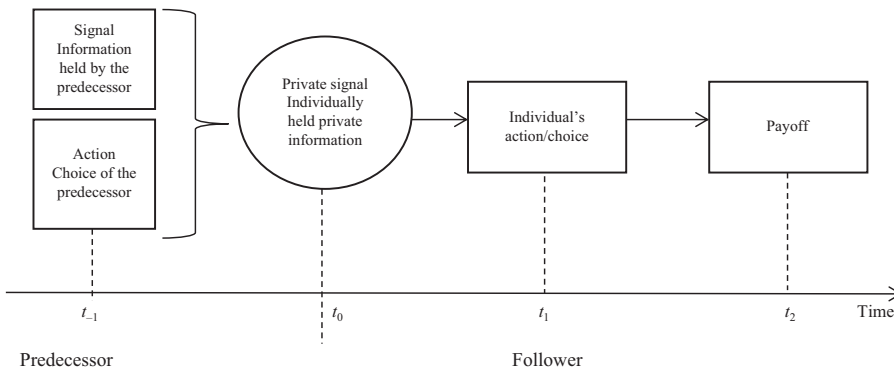 Signal
Information
held by the
predecessor
Action
Choice of the
predecessor
Private signal
Individually
held private
information
Individual's
action/choice
Payoff
t–1
t0
t1
t2
Time
Predecessor
Follower